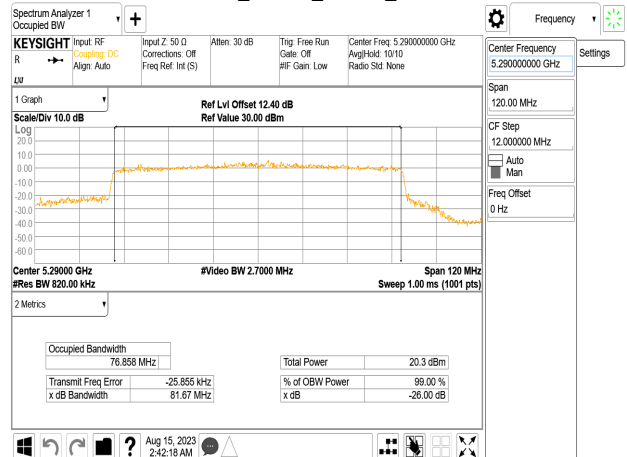 Spectrum Analyzer 1
Occupied BW
Frequency
KEYSIGHT
R
Input: RF
Coupling: DC
Align: Auto
Input Z: 50 Ω
Corrections: Off
Freq Ref: Int (S)
Atten: 30 dB
Trig: Free Run
Gate: Off
#IF Gain: Low
Center Freq: 5.290000000 GHz
Avg|Hold: 10/10
Radio Std: None
Center Frequency
5.290000000 GHz
Settings
Span
120.00 MHz
CF Step
12.000000 MHz
Auto
Man
Freq Offset
0 Hz
1 Graph
Scale/Div 10.0 dB
Ref Lvl Offset 12.40 dB
Ref Value 30.00 dBm
Log
20.0
10.0
0.00
-10.0
-20.0
-30.0
-40.0
-50.0
-60.0
Center 5.29000 GHz
#Video BW 2.7000 MHz
Span 120 MHz
#Res BW 820.00 kHz
Sweep 1.00 ms (1001 pts)
2 Metrics
Occupied Bandwidth
76.858 MHz
Total Power 20.3 dBm
Transmit Freq Error -25.855 kHz
% of OBW Power 99.00 %
x dB Bandwidth 81.67 MHz
x dB -26.00 dB
?
Aug 15, 2023
2:42:18 AM